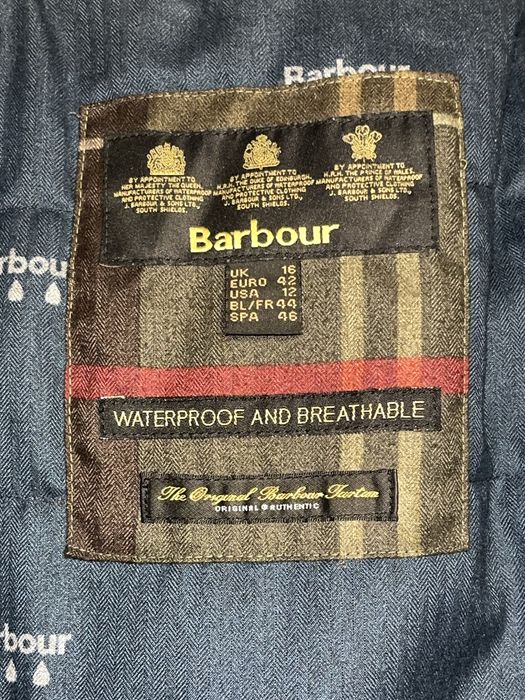 Barbour
BY APPOINTMENT TO
HER MAJESTY THE QUEEN
MANUFACTURERS OF WATERPROOF
AND PROTECTIVE CLOTHING
J. BARBOUR & SONS LTD.,
SOUTH SHIELDS.
BY APPOINTMENT TO
H.R.H. THE DUKE OF EDINBURGH
MANUFACTURERS OF WATERPROOF
AND PROTECTIVE CLOTHING
J. BARBOUR & SONS LTD.,
SOUTH SHIELDS.
BY APPOINTMENT TO
H.R.H. THE PRINCE OF WALES
MANUFACTURERS OF WATERPROOF
AND PROTECTIVE CLOTHING
J. BARBOUR & SONS LTD.,
SOUTH SHIELDS.
Barbour
rbou
UK 16
EURO 42
USA 12
BL/FR 44
SPA 46
WATERPROOF AND BREATHABLE
The Original Barbour Tartan
ORIGINAL & AUTHENTIC
rbour